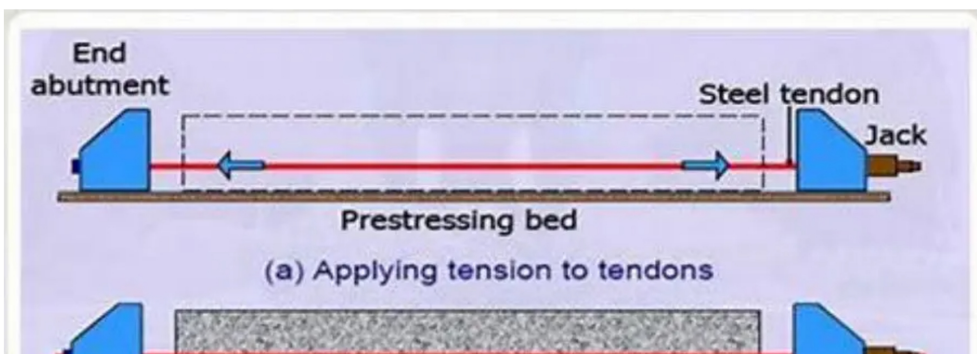 End
abutment
Steel tendon
Jack
Prestressing bed
(a) Applying tension to tendons